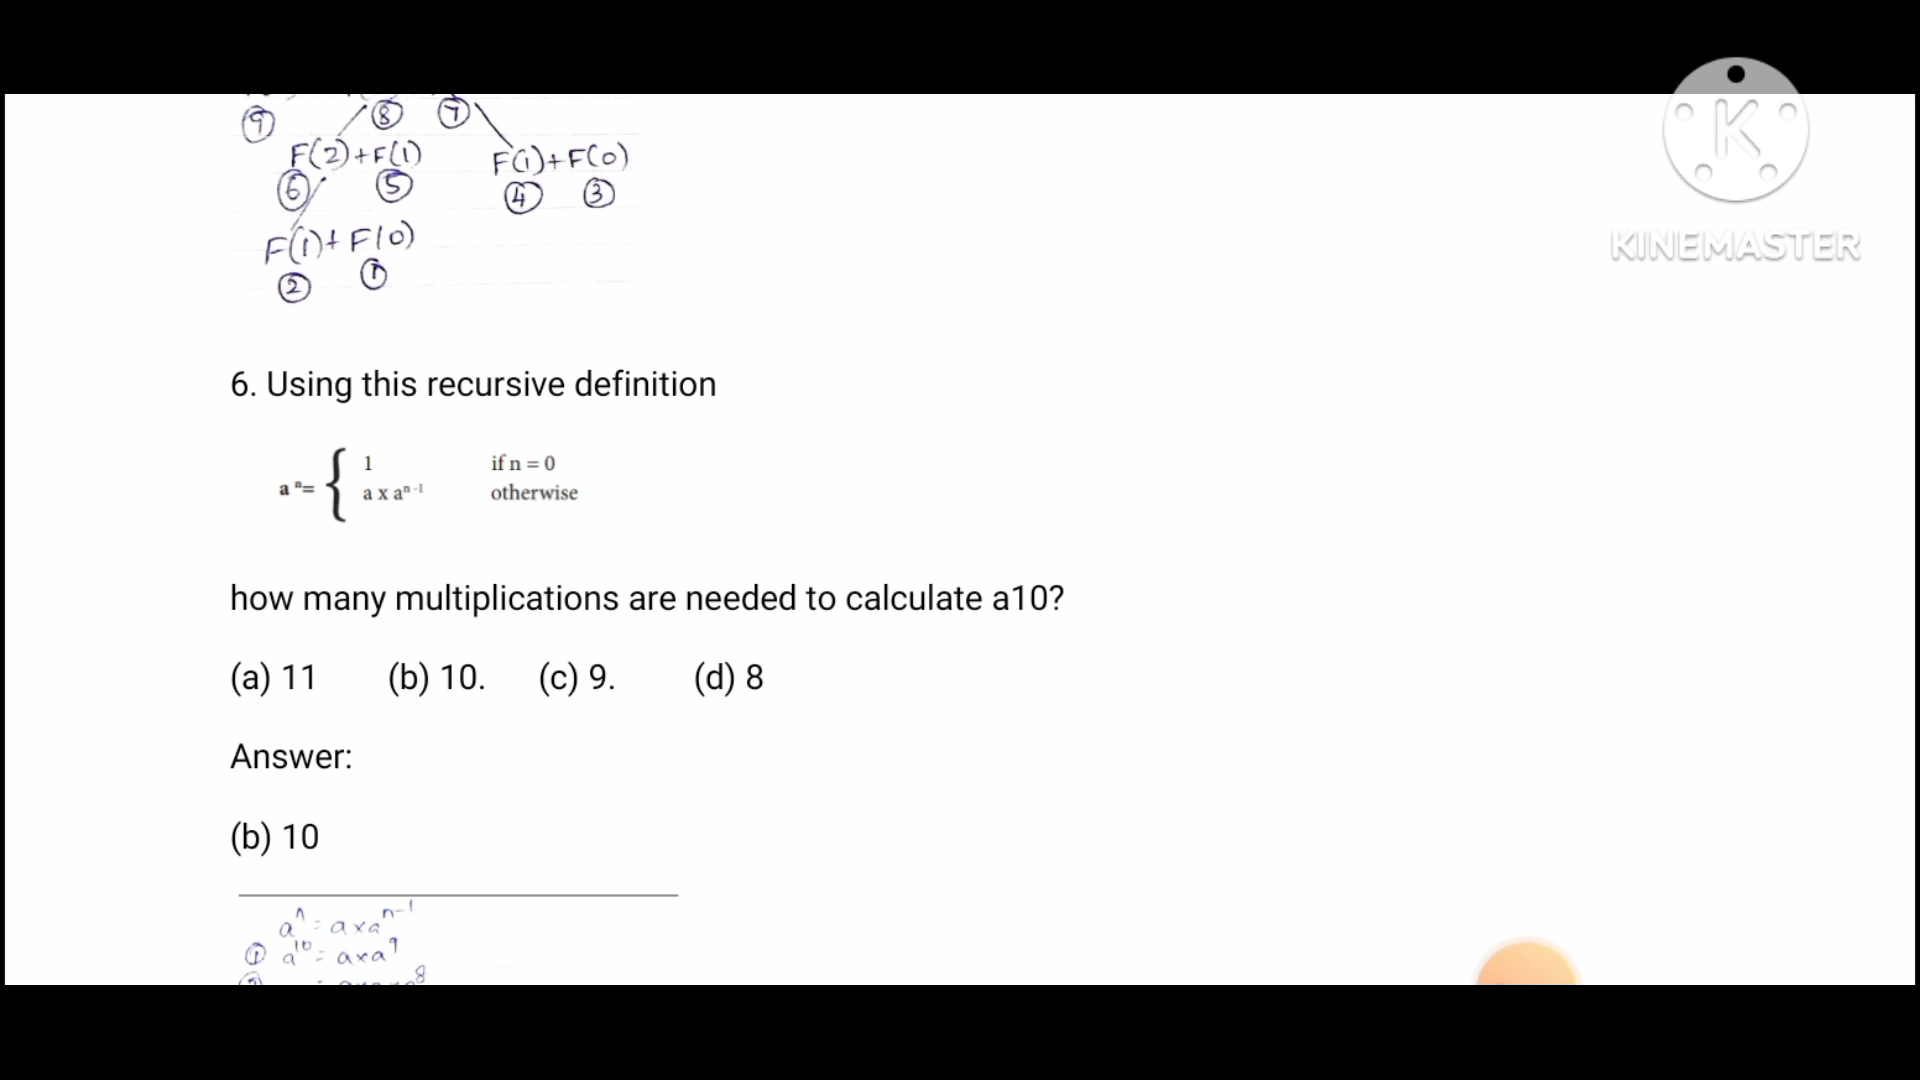 ⑨ ⑧ ⑦
F(2)+F(1) F(1)+F(0)
⑥ ⑤ ④ ③
F(1)+F(0)
② ①
K
KINEMASTER
6. Using this recursive definition
aⁿ= { 1 if n = 0
a x aⁿ⁻¹ otherwise
how many multiplications are needed to calculate a10?
(a) 11 (b) 10. (c) 9. (d) 8
Answer:
(b) 10
aⁿ = a×aⁿ⁻¹
① a¹⁰ = a×a⁹